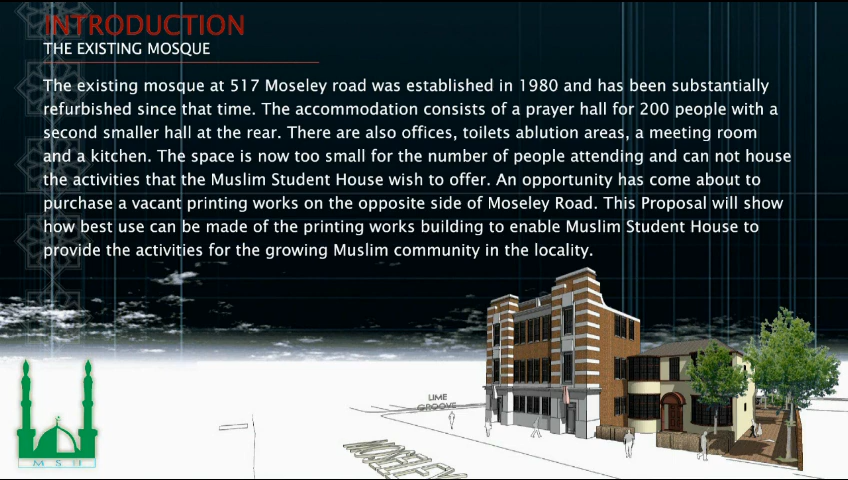 INTRODUCTION
THE EXISTING MOSQUE
The existing mosque at 517 Moseley road was established in 1980 and has been substantially
refurbished since that time. The accommodation consists of a prayer hall for 200 people with a
second smaller hall at the rear. There are also offices, toilets ablution areas, a meeting room
and a kitchen. The space is now too small for the number of people attending and can not house
the activities that the Muslim Student House wish to offer. An opportunity has come about to
purchase a vacant printing works on the opposite side of Moseley Road. This Proposal will show
how best use can be made of the printing works building to enable Muslim Student House to
provide the activities for the growing Muslim community in the locality.
LIME
GROOVE
MOSELEY
M S H